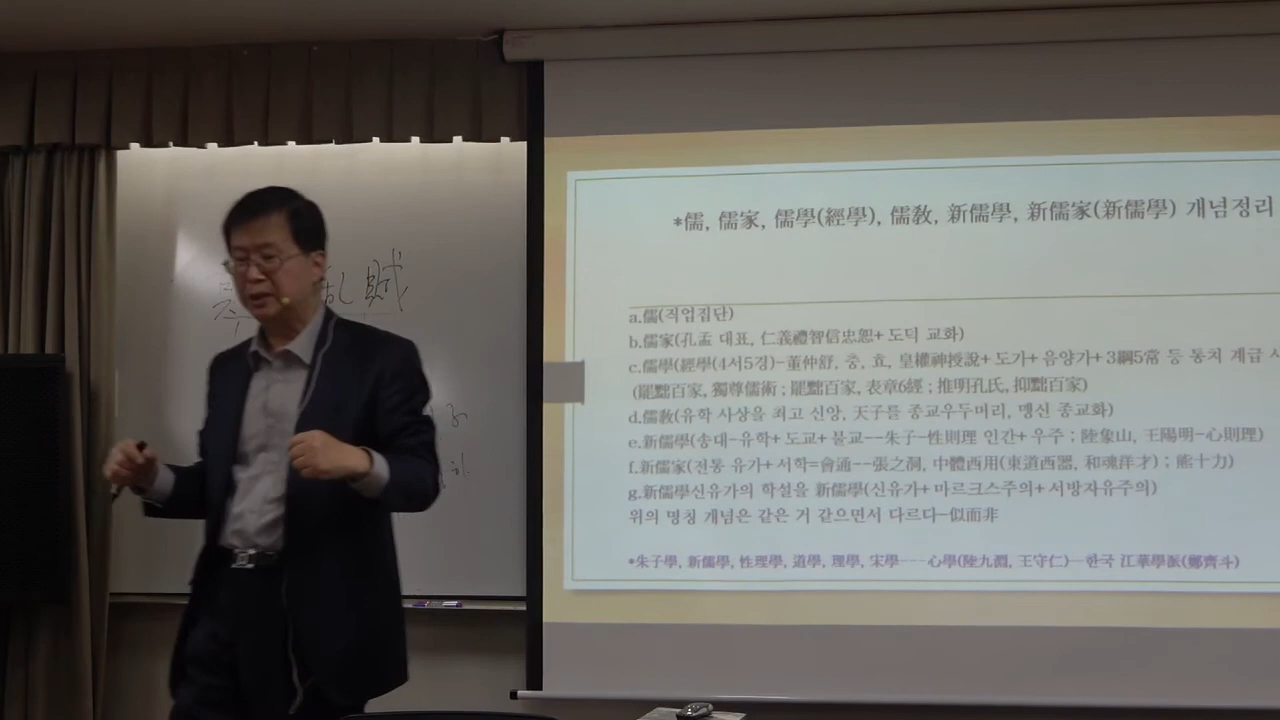 亂賊
*儒, 儒家, 儒學(經學), 儒敎, 新儒學, 新儒家(新儒學) 개념정리
a.儒(직업집단)
b.儒家(孔孟 대표, 仁義禮智信忠恕+ 도덕 교화)
c.儒學(經學(4서5경)-董仲舒, 충, 효, 皇權神授說+ 도가+ 음양가+ 3綱5常 등 통치 계급 사
(罷黜百家, 獨尊儒術 ; 罷黜百家, 表章6經 ; 推明孔氏, 抑黜百家)
d.儒敎(유학 사상을 최고 신앙, 天子를 종교우두머리, 맹신 종교화)
e.新儒學(송대-유학+ 도교+ 불교--朱子-性則理 인간+ 우주 ; 陸象山, 王陽明-心則理)
f.新儒家(전통 유가+ 서학=會通--張之洞, 中體西用(東道西器, 和魂洋才) ; 熊十力)
g.新儒學신유가의 학설을 新儒學(신유가+ 마르크스주의+ 서방자유주의)
위의 명칭 개념은 같은 거 같으면서 다르다-似而非
*朱子學, 新儒學, 性理學, 道學, 理學, 宋學---心學(陸九淵, 王守仁)--한국 江華學派(鄭齊斗)